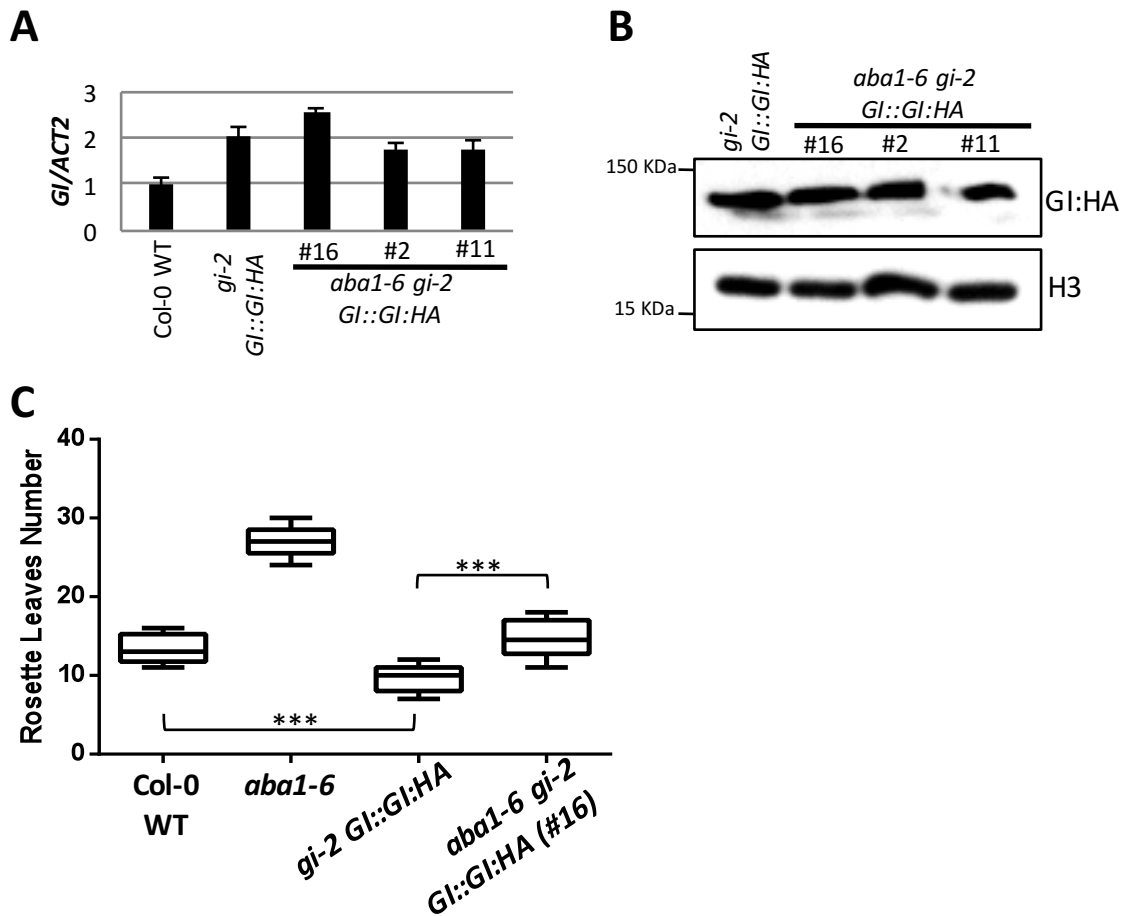 A
GI/ACT2
3
2
1
0
Col-0 WT
gi-2
GI::GI:HA
#16
#2
#11
aba1-6 gi-2
GI::GI:HA
B
gi-2
GI::GI:HA
aba1-6 gi-2
GI::GI:HA
#16
#2
#11
150 KDa
GI:HA
15 KDa
H3
C
Rosette Leaves Number
40
30
20
10
0
***
***
Col-0
WT
aba1-6
gi-2 GI::GI:HA
aba1-6 gi-2
GI::GI:HA (#16)